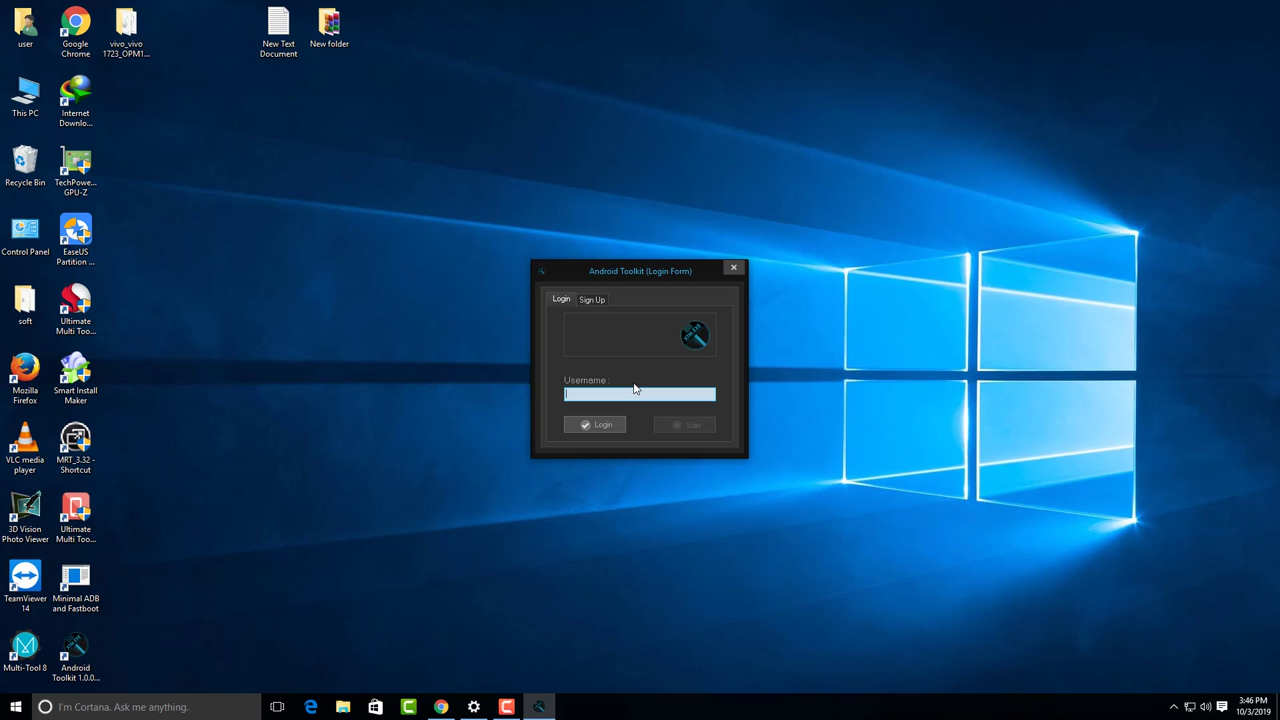 user
Google
Chrome
vivo_vivo
1723_OPM1...
New Text
Document
New folder
This PC
Internet
Downlo...
Recycle Bin
TechPowe...
GPU-Z
Control Panel
EaseUS
Partition ...
soft
Ultimate
Multi Too...
Mozilla
Firefox
Smart Install
Maker
VLC media
player
MRT_3.32 -
Shortcut
3D Vision
Photo Viewer
Ultimate
Multi Too...
TeamViewer
14
Minimal ADB
and Fastboot
Multi-Tool 8
Android
Toolkit 1.0.0...
Android Toolkit (Login Form)
Login
Sign Up
Username :
Login
Start
I'm Cortana. Ask me anything.
3:46 PM
10/3/2019